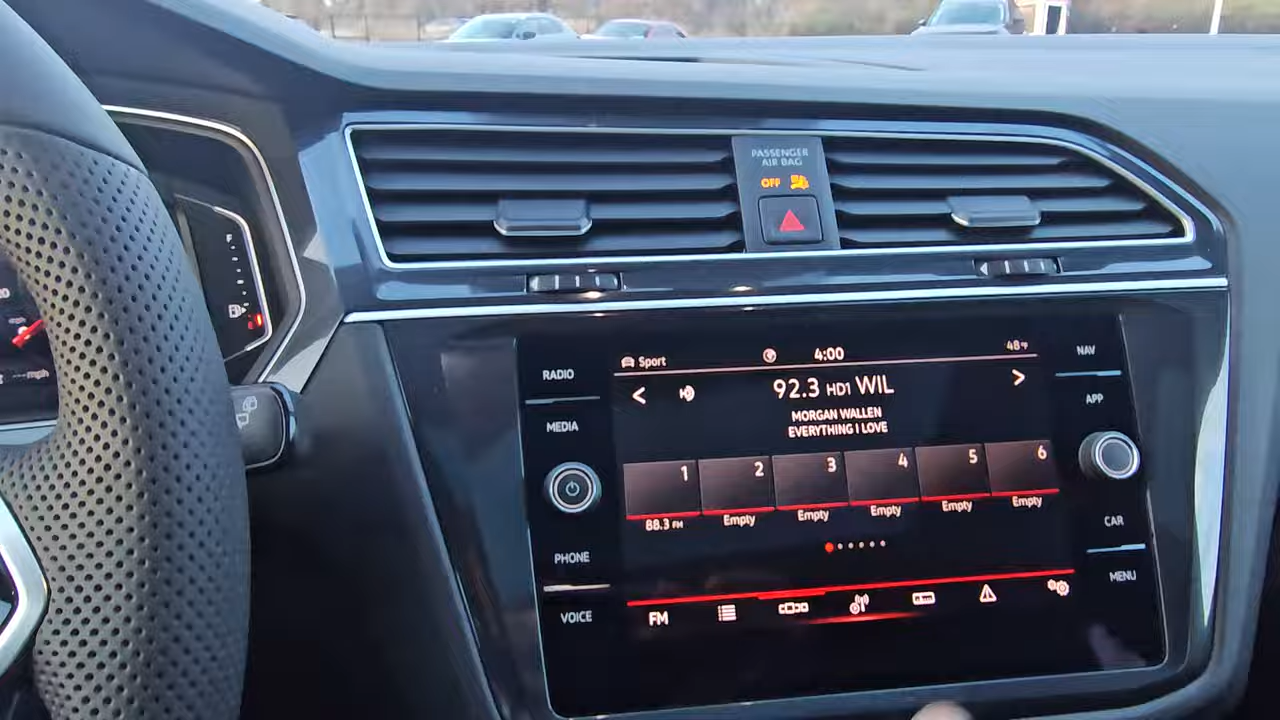 PASSENGER
AIR BAG
OFF
F
mph
RADIO
MEDIA
PHONE
VOICE
Sport
4:00
48°F
92.3 HD1 WIL
MORGAN WALLEN
EVERYTHING I LOVE
1
2
3
4
5
6
88.3 FM
Empty
Empty
Empty
Empty
Empty
FM
NAV
APP
CAR
MENU